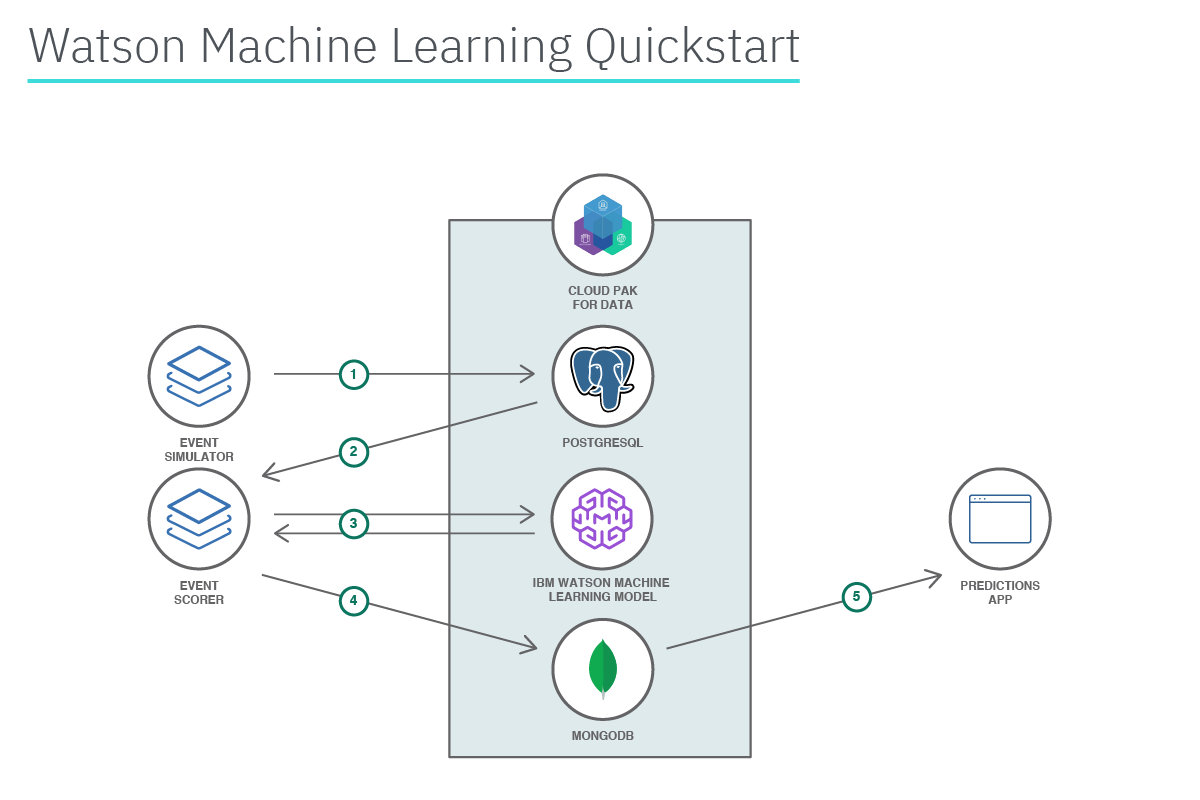 Watson Machine Learning Quickstart
CLOUD PAK
FOR DATA
1
EVENT
SIMULATOR
POSTGRESQL
2
3
EVENT
SCORER
IBM WATSON MACHINE
LEARNING MODEL
4
5
PREDICTIONS
APP
MONGODB